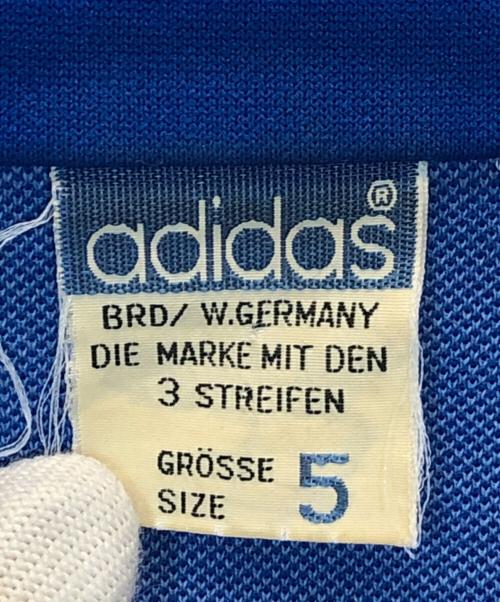 adidas®
BRD/ W.GERMANY
DIE MARKE MIT DEN
3 STREIFEN
GRÖSSE 5
SIZE